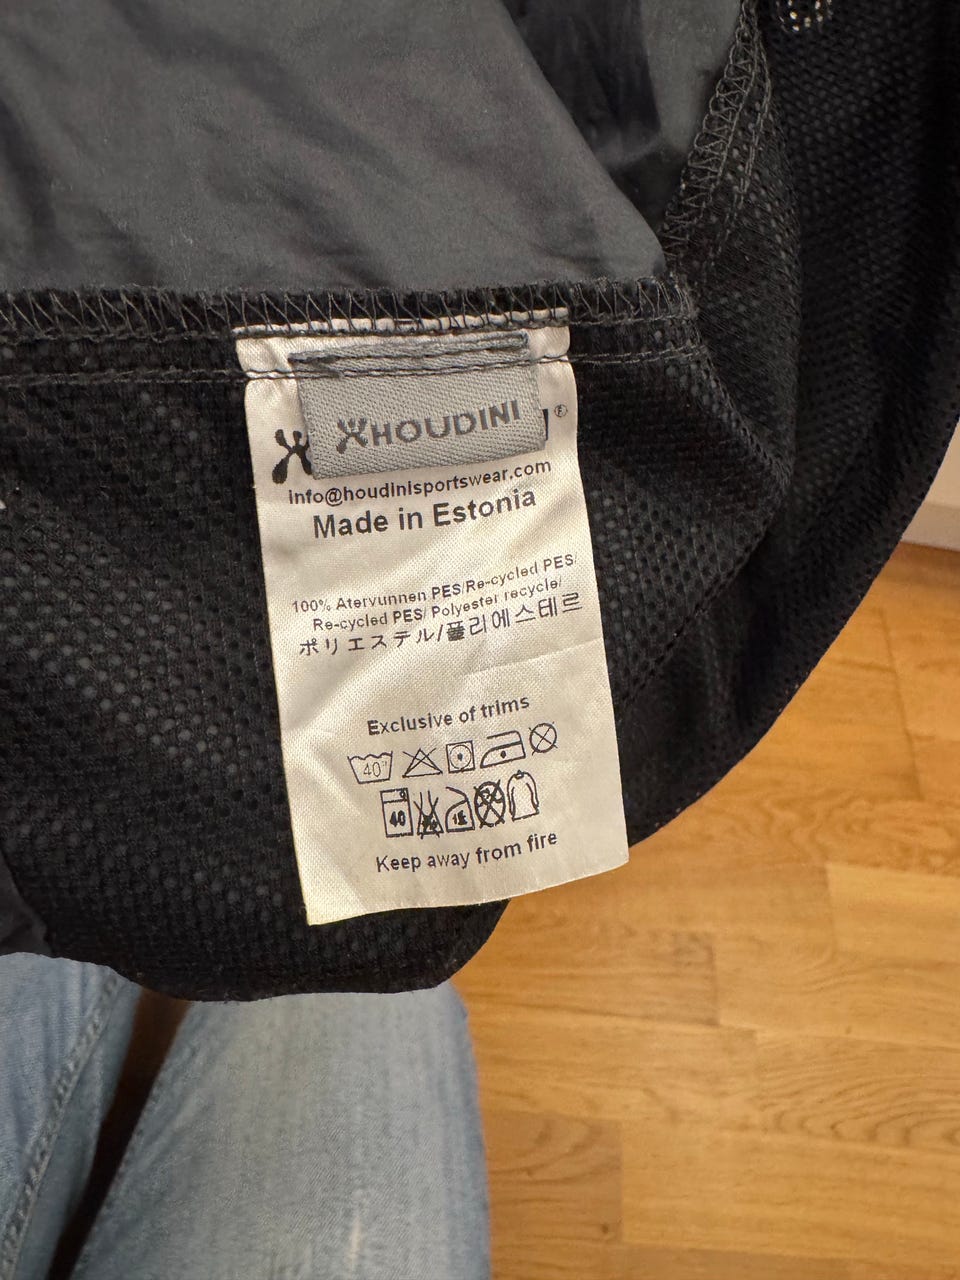 HOUDINI
®
info@houdinisportswear.com
Made in Estonia
100% Atervunnen PES/Re-cycled PES/
Re-cycled PES/ Polyester recycle/
ポリエステル/폴리에스테르
Exclusive of trims
40°
40
Keep away from fire